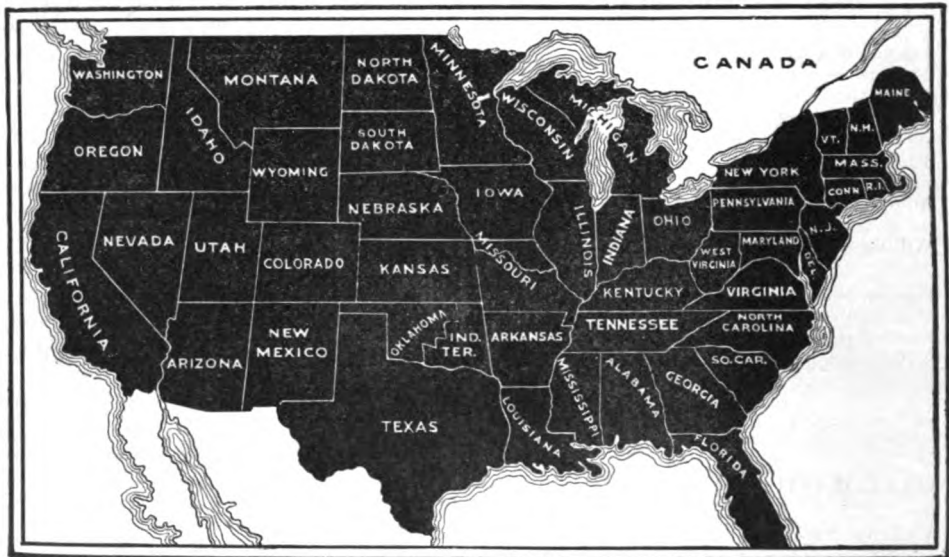 CANADA
WASHINGTON
MONTANA
NORTH
DAKOTA
MINNESOTA
WISCONSIN
MICHIGAN
MAINE
OREGON
IDAHO
WYOMING
SOUTH
DAKOTA
VT.
N.H.
NEW YORK
MASS.
CONN
R.I.
NEBRASKA
IOWA
PENNSYLVANIA
N.J.
CALIFORNIA
NEVADA
UTAH
COLORADO
KANSAS
MISSOURI
ILLINOIS
INDIANA
OHIO
WEST
VIRGINIA
MARYLAND
DEL.
KENTUCKY
VIRGINIA
ARIZONA
NEW
MEXICO
OKLAHOMA
IND.
TER.
ARKANSAS
TENNESSEE
NORTH
CAROLINA
SO.CAR.
TEXAS
LOUISIANA
MISSISSIPPI
ALABAMA
GEORGIA
FLORIDA